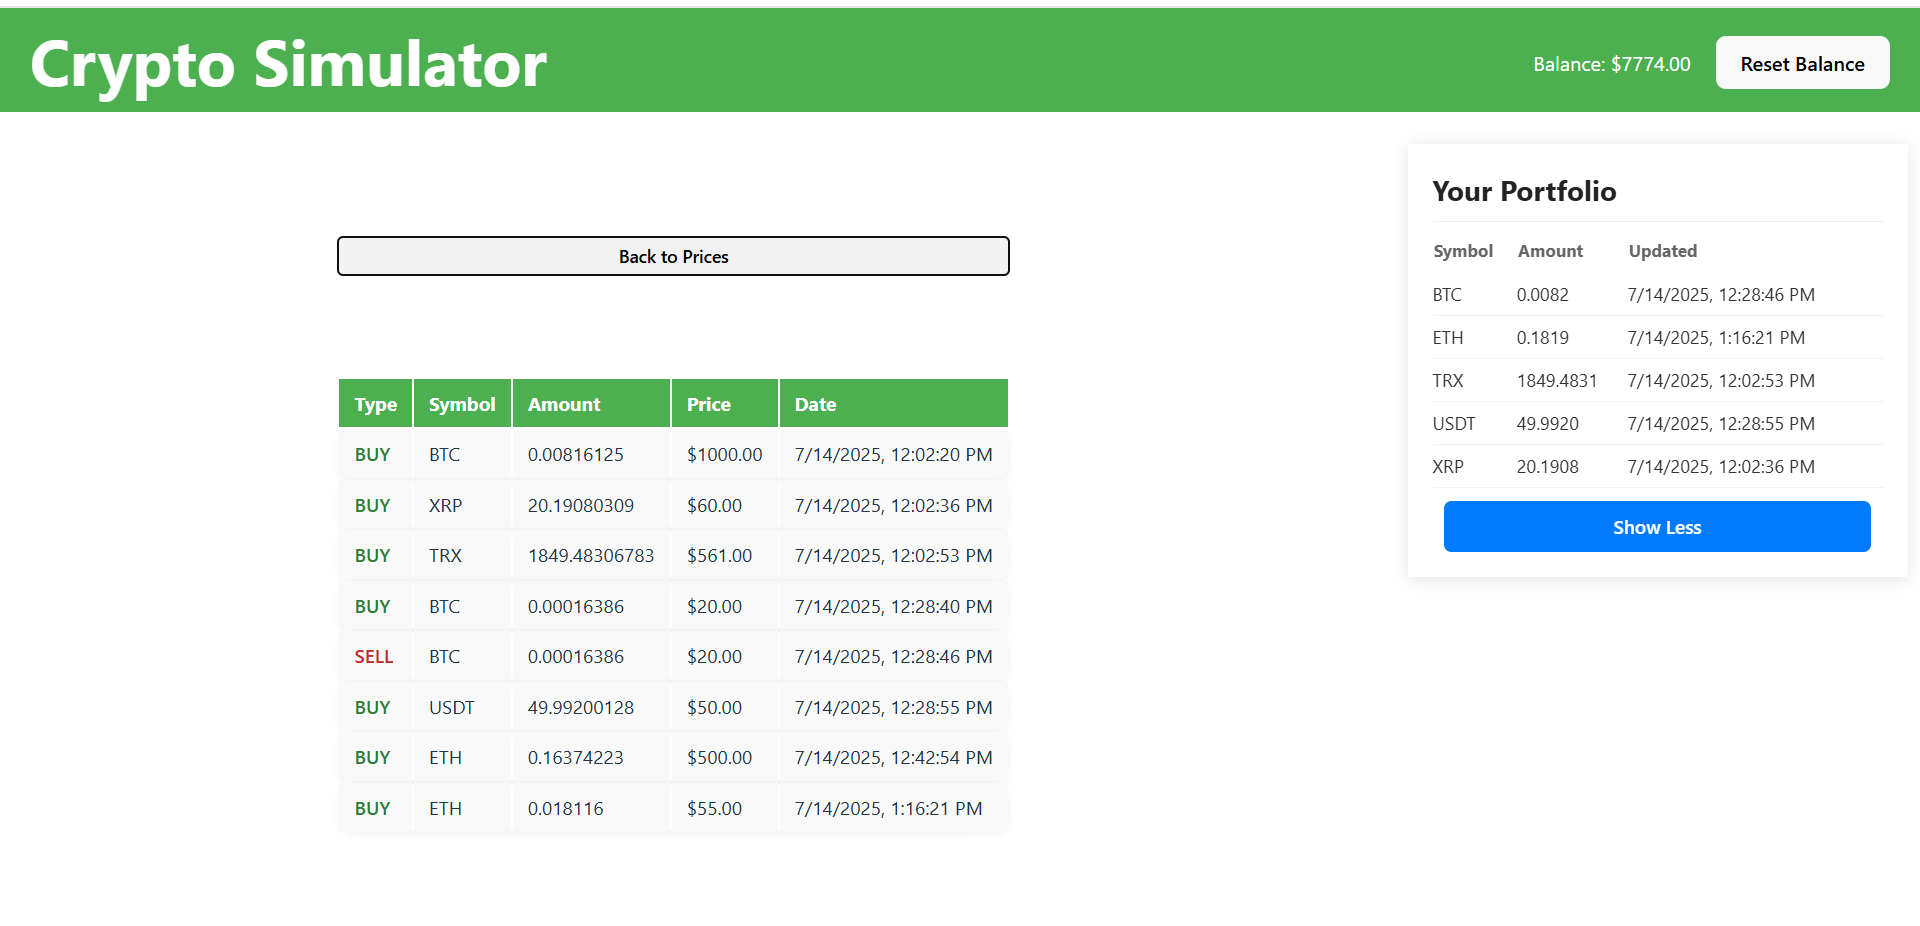 Crypto Simulator
Balance: $7774.00
Reset Balance
Back to Prices
Type Symbol Amount Price Date
BUY BTC 0.00816125 $1000.00 7/14/2025, 12:02:20 PM
BUY XRP 20.19080309 $60.00 7/14/2025, 12:02:36 PM
BUY TRX 1849.48306783 $561.00 7/14/2025, 12:02:53 PM
BUY BTC 0.00016386 $20.00 7/14/2025, 12:28:40 PM
SELL BTC 0.00016386 $20.00 7/14/2025, 12:28:46 PM
BUY USDT 49.99200128 $50.00 7/14/2025, 12:28:55 PM
BUY ETH 0.16374223 $500.00 7/14/2025, 12:42:54 PM
BUY ETH 0.018116 $55.00 7/14/2025, 1:16:21 PM
Your Portfolio
Symbol Amount Updated
BTC 0.0082 7/14/2025, 12:28:46 PM
ETH 0.1819 7/14/2025, 1:16:21 PM
TRX 1849.4831 7/14/2025, 12:02:53 PM
USDT 49.9920 7/14/2025, 12:28:55 PM
XRP 20.1908 7/14/2025, 12:02:36 PM
Show Less